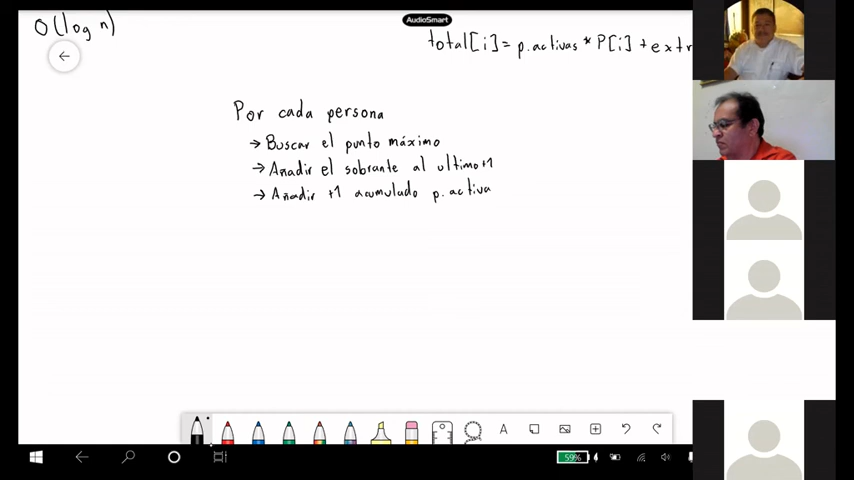 O(log n)
AudioSmart
total[i]= p.activas * P[i] + extr
Por cada persona
→ Buscar el punto máximo
→ Añadir el sobrante al ultimo+1
→ Añadir +1 acumulado p.activa
A
59%